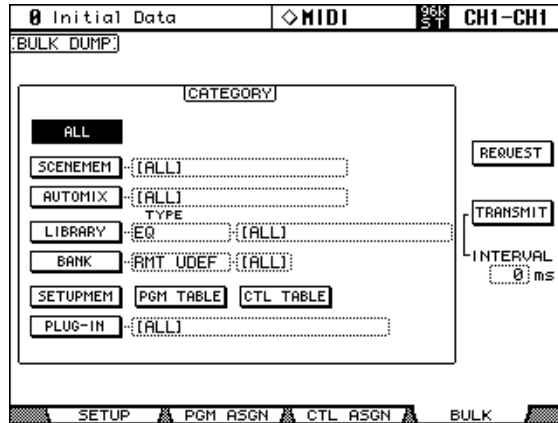 0 Initial Data ◇MIDI 96K ST CH1-CH1
BULK DUMP
CATEGORY
ALL
SCENEMEM [ALL]
REQUEST
AUTOMIX [ALL]
TYPE
TRANSMIT
LIBRARY EQ [ALL]
BANK RMT UDEF [ALL]
INTERVAL
0 ms
SETUPMEM PGM TABLE CTL TABLE
PLUG-IN [ALL]
SETUP PGM ASGN CTL ASGN BULK